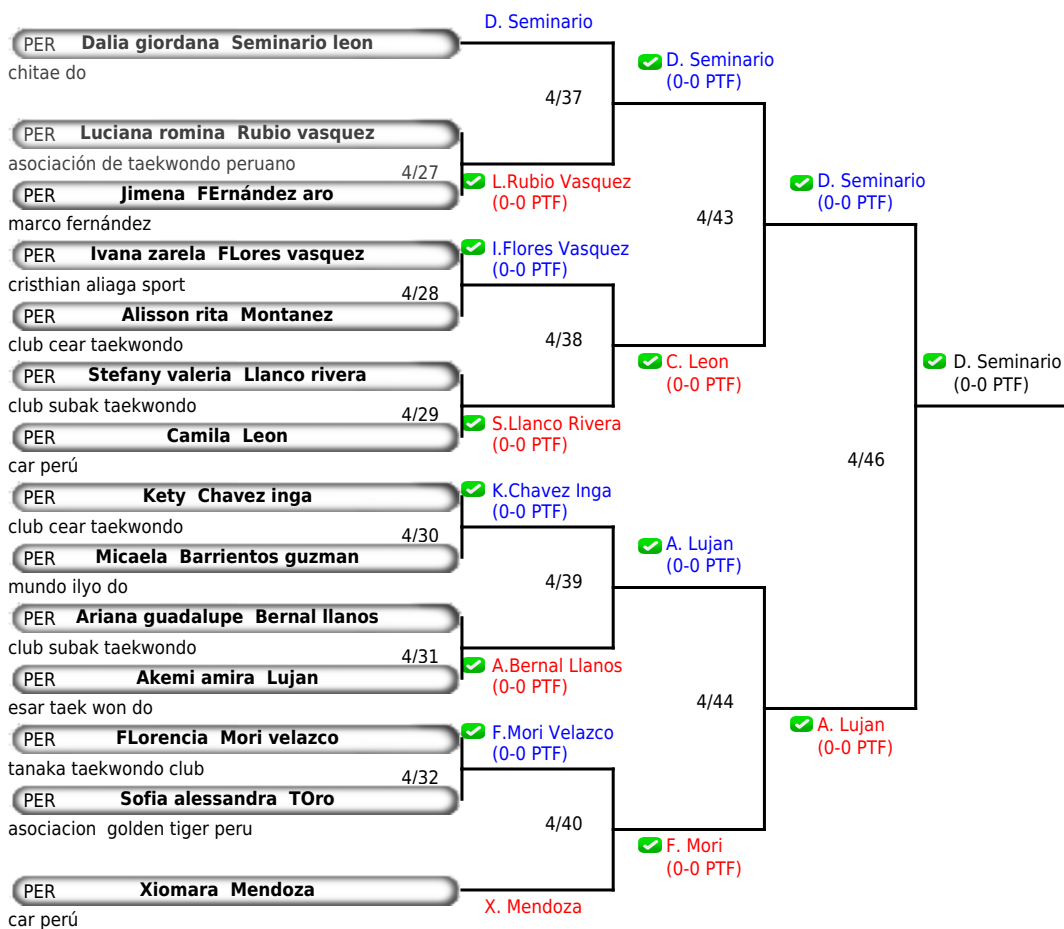 D. Seminario
PER Dalia giordana Seminario leon
chitae do
D. Seminario
(0-0 PTF)
4/37
PER Luciana romina Rubio vasquez
asociación de taekwondo peruano
4/27
L.Rubio Vasquez
(0-0 PTF)
D. Seminario
(0-0 PTF)
PER Jimena FErnández aro
marco fernández
4/43
PER Ivana zarela FLores vasquez
I.Flores Vasquez
(0-0 PTF)
cristhian aliaga sport
4/28
PER Alisson rita Montanez
club cear taekwondo
4/38
PER Stefany valeria Llanco rivera
C. Leon
(0-0 PTF)
D. Seminario
(0-0 PTF)
club subak taekwondo
4/29
S.Llanco Rivera
(0-0 PTF)
PER Camila Leon
car perú
4/46
PER Kety Chavez inga
K.Chavez Inga
(0-0 PTF)
club cear taekwondo
4/30
PER Micaela Barrientos guzman
mundo ilyo do
A. Lujan
(0-0 PTF)
4/39
PER Ariana guadalupe Bernal llanos
club subak taekwondo
4/31
A.Bernal Llanos
(0-0 PTF)
PER Akemi amira Lujan
esar taek won do
4/44
PER FLorencia Mori velazco
F.Mori Velazco
(0-0 PTF)
A. Lujan
(0-0 PTF)
tanaka taekwondo club
4/32
PER Sofia alessandra TOro
asociacion golden tiger peru
4/40
F. Mori
(0-0 PTF)
PER Xiomara Mendoza
X. Mendoza
car perú